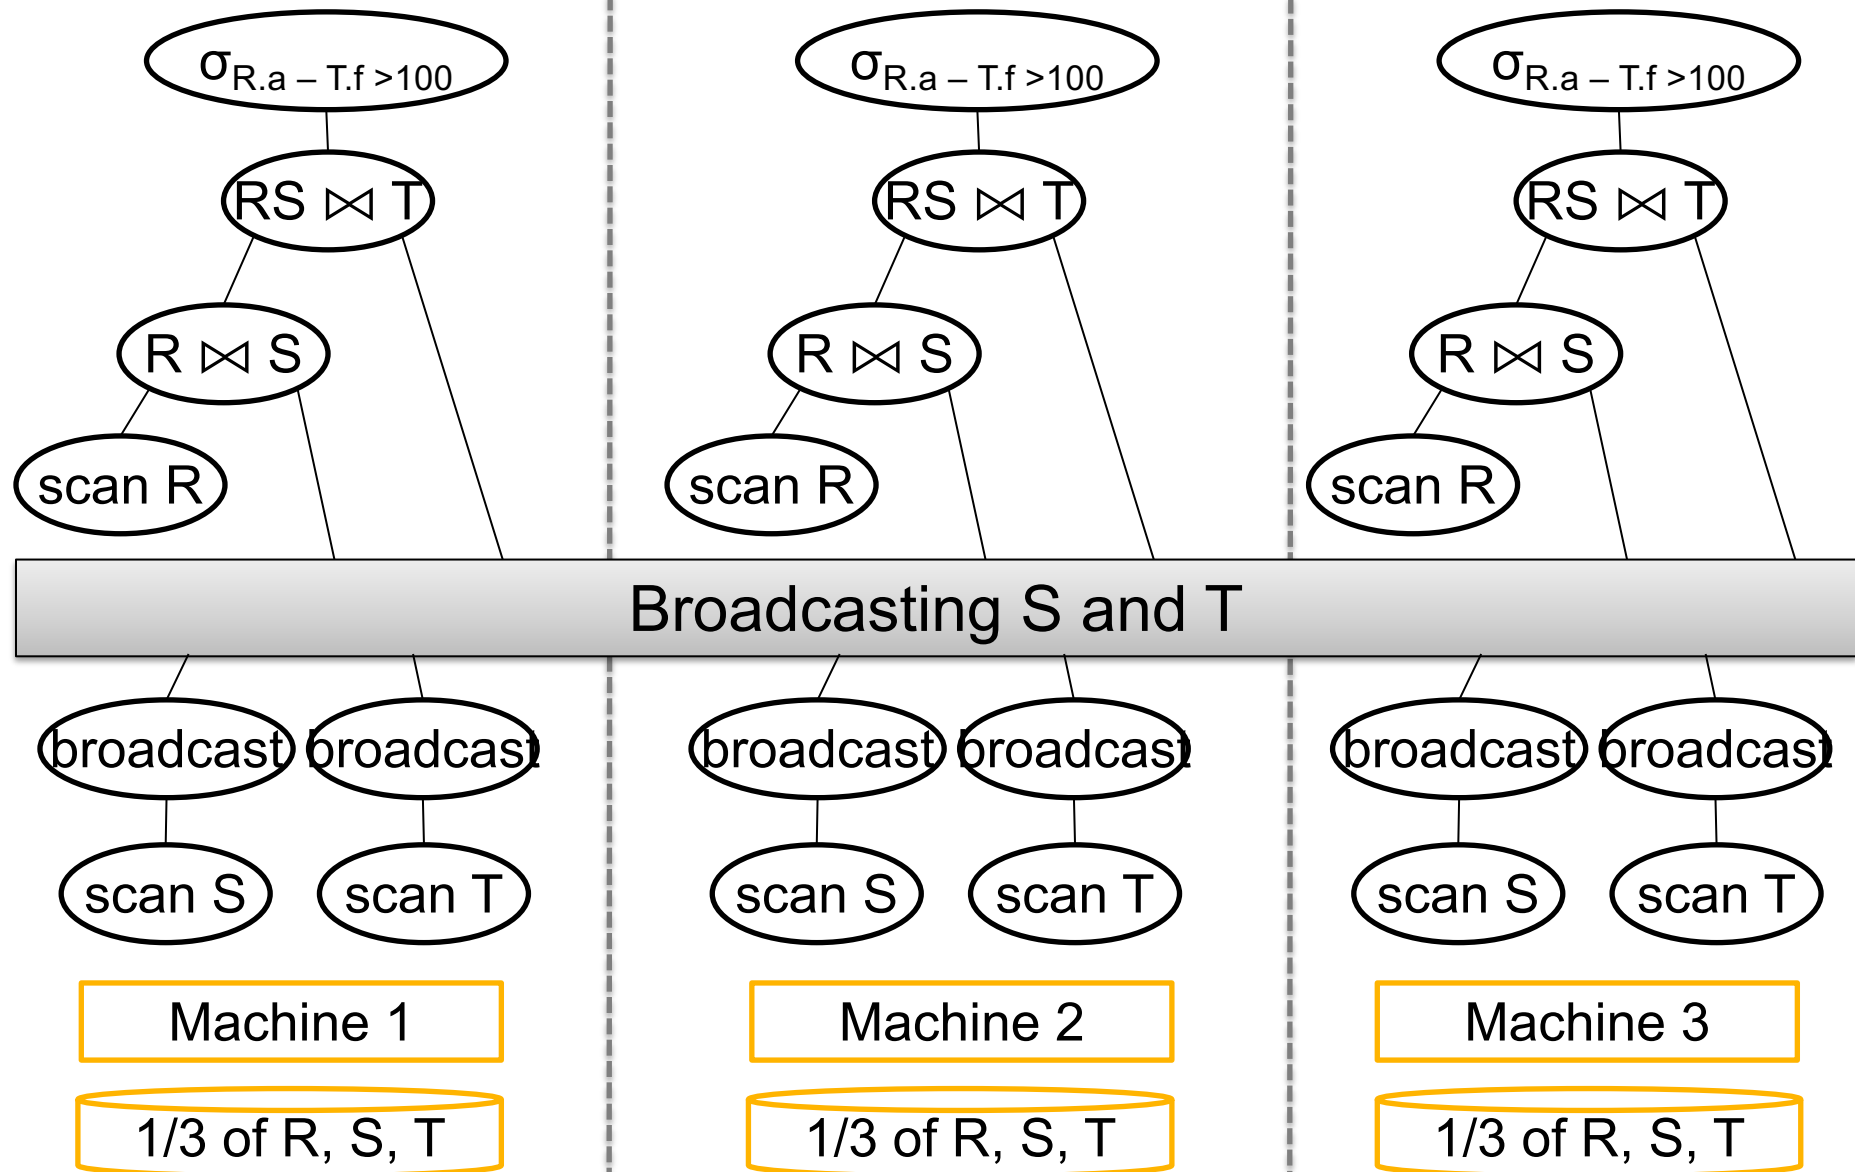 σR.a – T.f >100
σR.a – T.f >100
σR.a – T.f >100
RS ⋈ T
RS ⋈ T
RS ⋈ T
R ⋈ S
R ⋈ S
R ⋈ S
scan R
scan R
scan R
Broadcasting S and T
broadcast
broadcast
broadcast
broadcast
broadcast
broadcast
scan S
scan T
scan S
scan T
scan S
scan T
Machine 1
Machine 2
Machine 3
1/3 of R, S, T
1/3 of R, S, T
1/3 of R, S, T